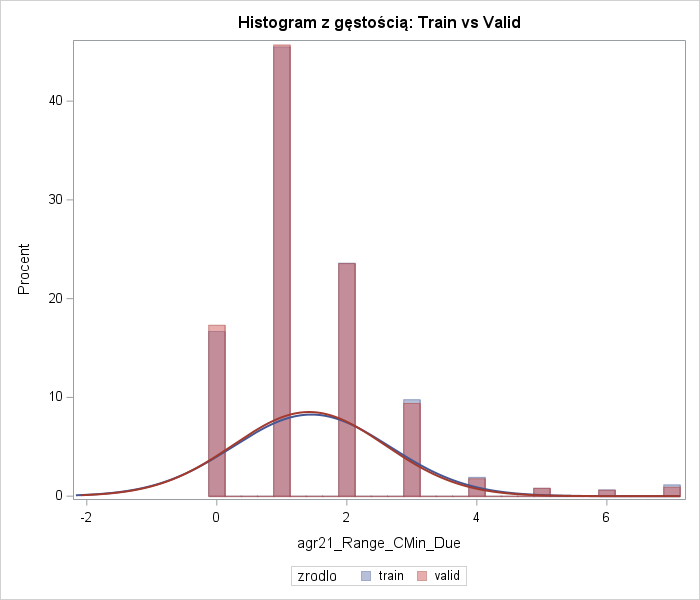 Histogram z gęstością: Train vs Valid
Procent
40
30
20
10
0
-2
0
2
4
6
agr21_Range_CMin_Due
zrodlo
train
valid